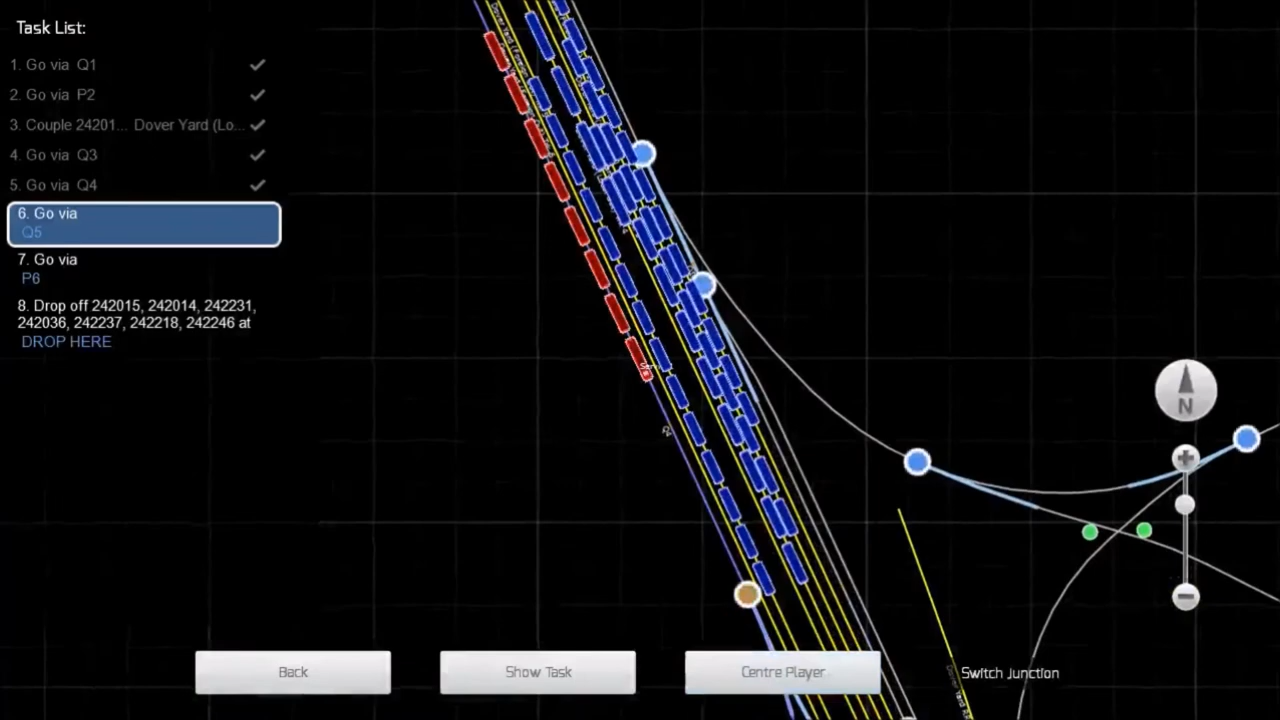 Task List:
1. Go via Q1
2. Go via P2
3. Couple 24201... Dover Yard (Lo...
4. Go via Q3
5. Go via Q4
6. Go via
Q5
7. Go via
P6
8. Drop off 242015, 242014, 242231,
242036, 242237, 242218, 242246 at
DROP HERE
N
Back
Show Task
Centre Player
Switch Junction